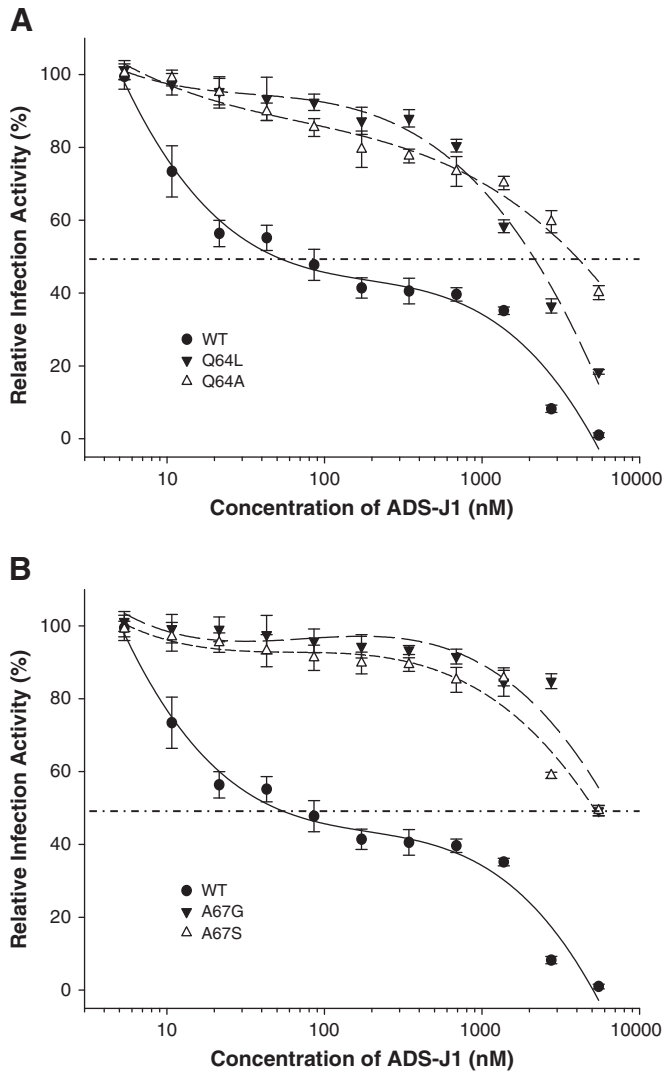 A
Relative Infection Activity (%)
100
80
60
40
20
0
WT
Q64L
Q64A
10
100
1000
10000
Concentration of ADS-J1 (nM)
B
Relative Infection Activity (%)
100
80
60
40
20
0
WT
A67G
A67S
10
100
1000
10000
Concentration of ADS-J1 (nM)